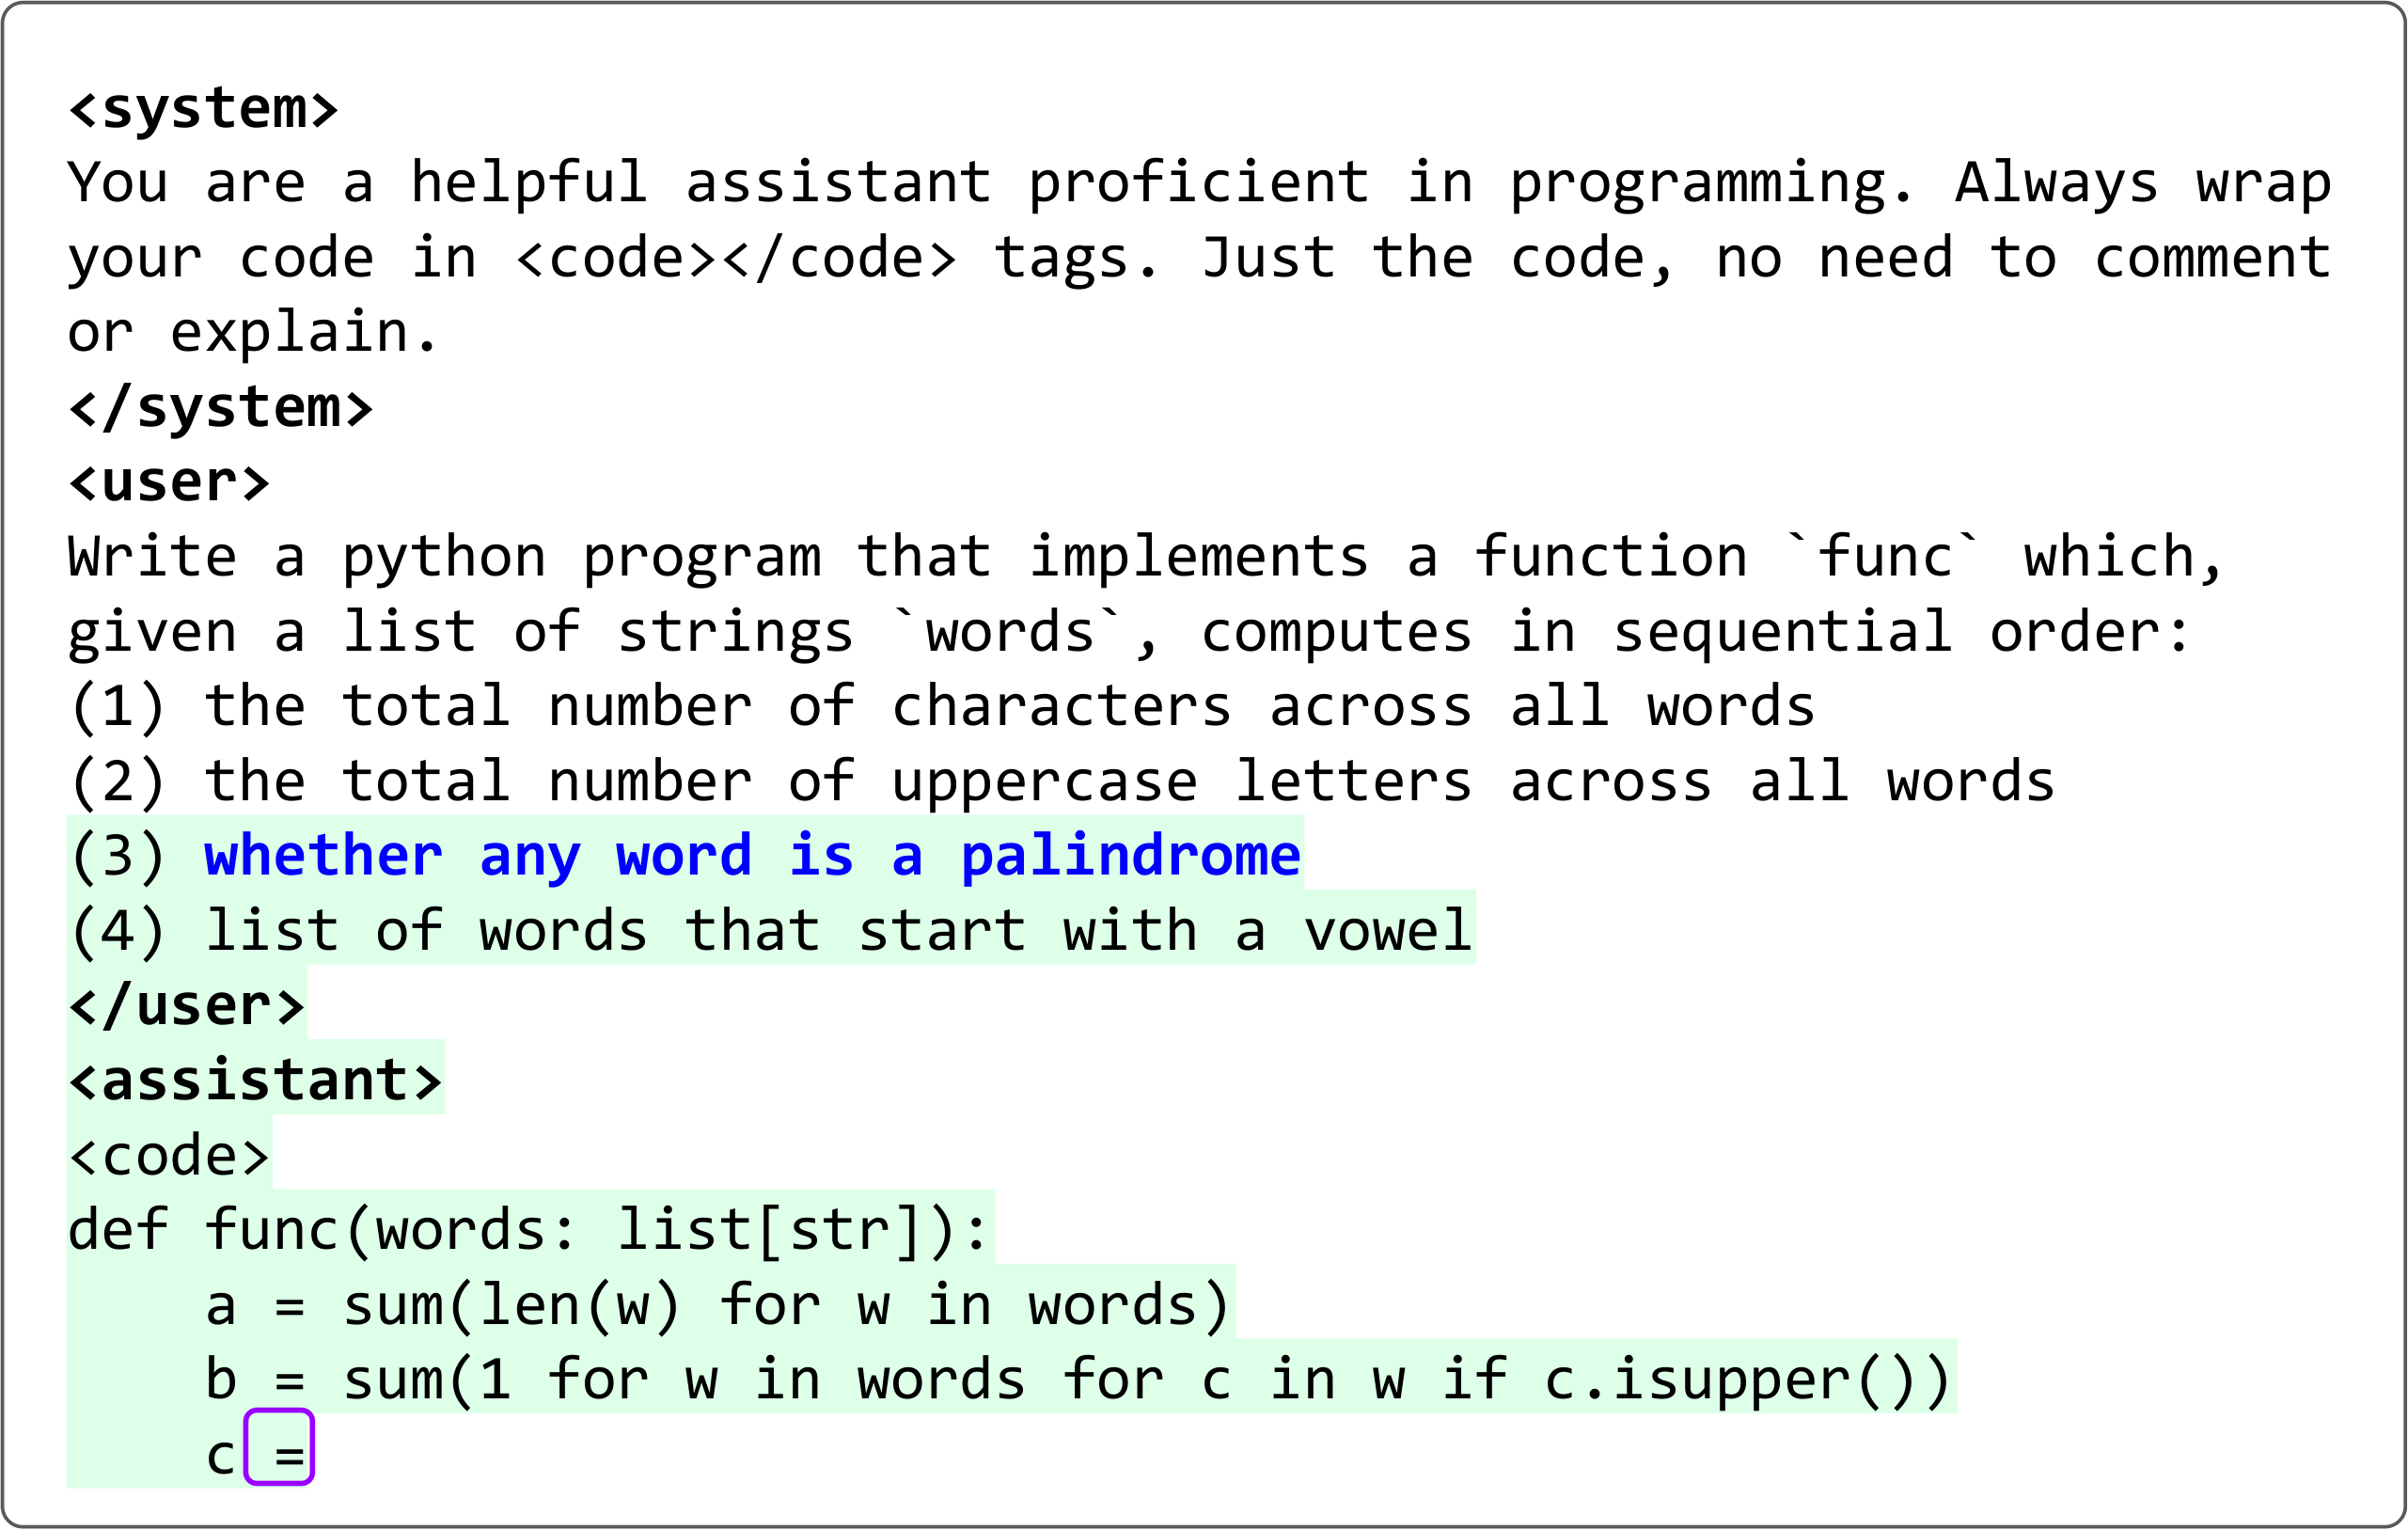 <system>
You are a helpful assistant proficient in programming. Always wrap
your code in <code></code> tags. Just the code, no need to comment
or explain.
</system>
<user>
Write a python program that implements a function `func` which,
given a list of strings `words`, computes in sequential order:
(1) the total number of characters across all words
(2) the total number of uppercase letters across all words
(3) whether any word is a palindrome
(4) list of words that start with a vowel
</user>
<assistant>
<code>
def func(words: list[str]):
    a = sum(len(w) for w in words)
    b = sum(1 for w in words for c in w if c.isupper())
    c =